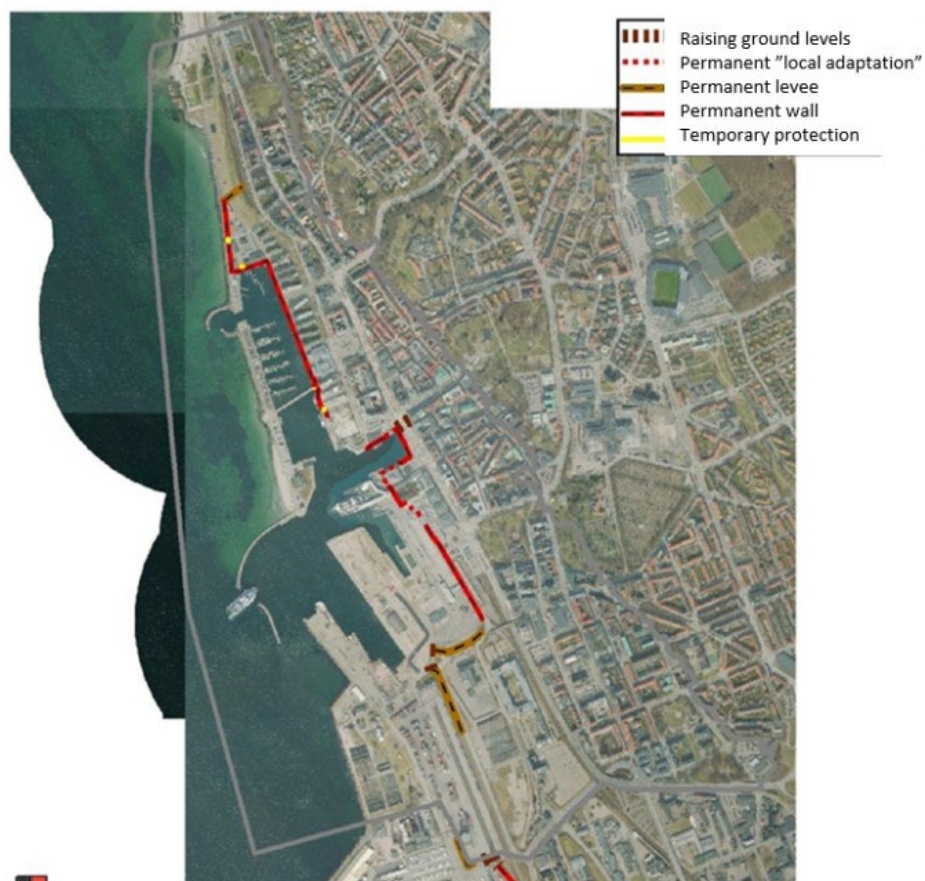 Raising ground levels
Permanent "local adaptation"
Permanent levee
Permnanent wall
Temporary protection